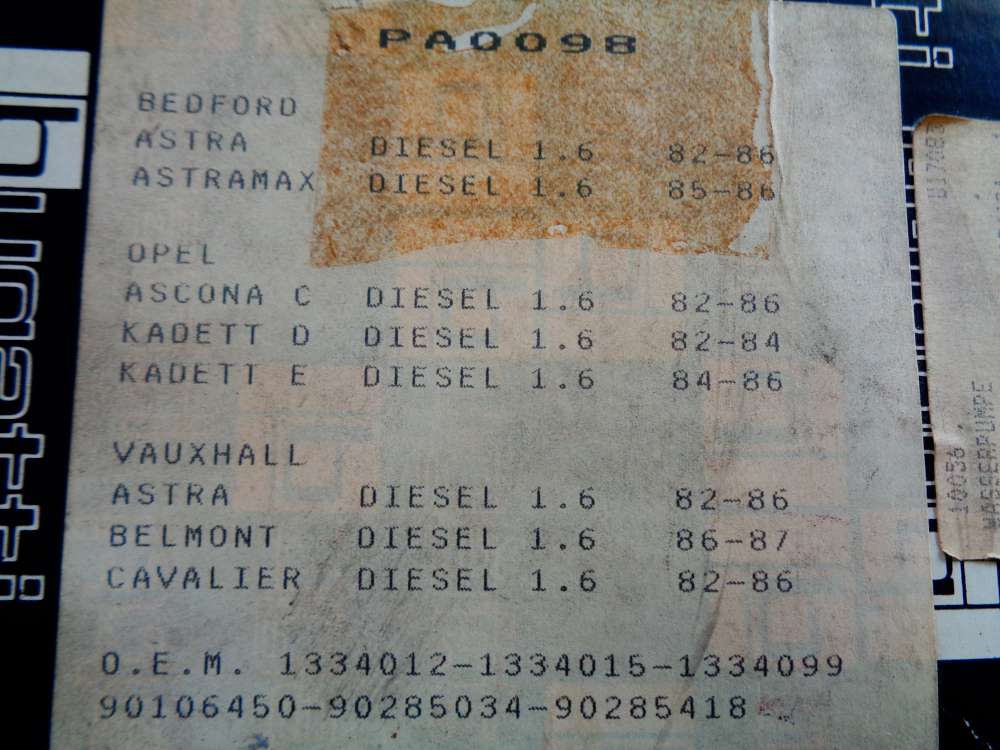 PA0098
BEDFORD
ASTRA DIESEL 1.6 82-86
ASTRAMAX DIESEL 1.6 85-86
OPEL
ASCONA C DIESEL 1.6 82-86
KADETT D DIESEL 1.6 82-84
KADETT E DIESEL 1.6 84-86
VAUXHALL
ASTRA DIESEL 1.6 82-86
BELMONT DIESEL 1.6 86-87
CAVALIER DIESEL 1.6 82-86
O.E.M. 1334012-1334015-1334099
90106450-90285034-90285418
10056
WASSERPUMPE